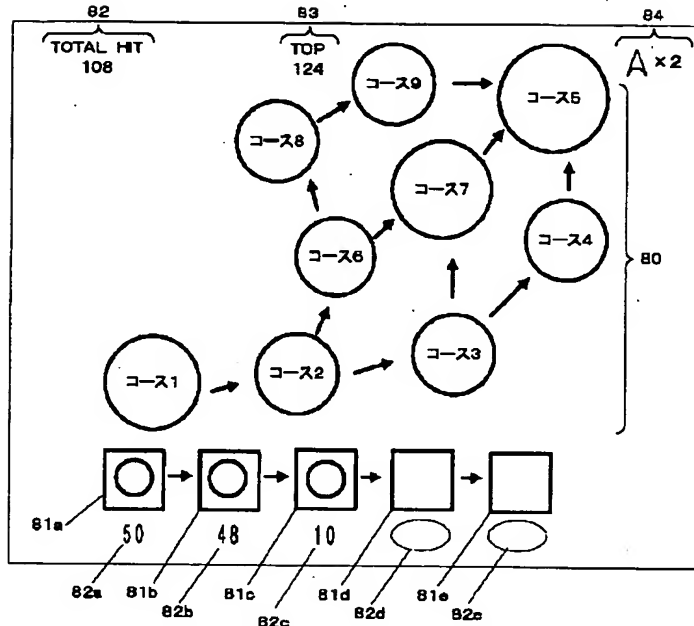 82
83
84
TOTAL HIT
108
TOP
124
A×2
コース9
コース5
コース8
コース7
コース6
コース4
80
コース3
コース2
コース1
81a
50
48
10
82a
81b
82b
81c
82c
81d
82d
81e
82e